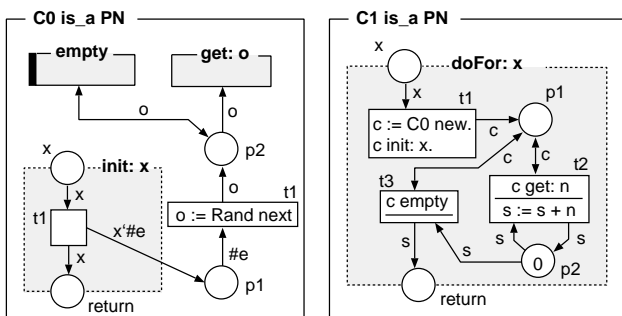 C0 is_a PN
empty
get: o
o
o
x
init: x
p2
x
o
t1
t1
o := Rand next
x‘#e
x
#e
p1
return
C1 is_a PN
x
doFor: x
x
t1
p1
c := C0 new.
c init: x.
c
c
c
t2
t3
c empty
c get: n
s := s + n
s
s
s
s
0
p2
return